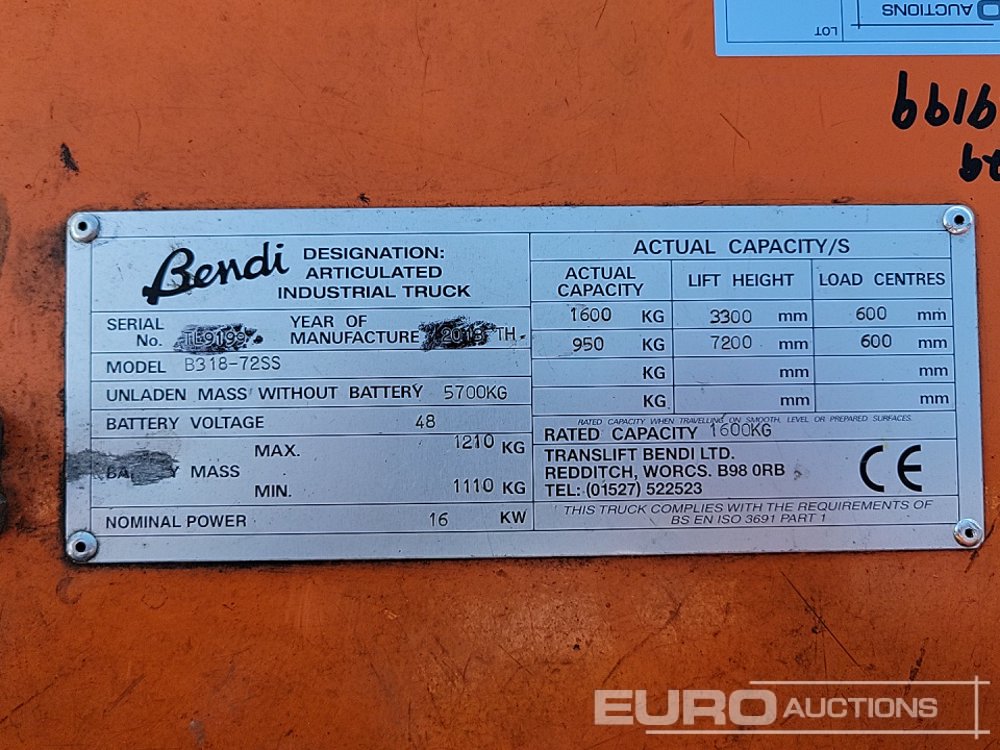 LOT
AUCTIONS
Bendi
DESIGNATION:
ARTICULATED
INDUSTRIAL TRUCK
SERIAL No. TE9199
YEAR OF MANUFACTURE 2018 TH
MODEL B318-72SS
UNLADEN MASS WITHOUT BATTERY 5700KG
BATTERY VOLTAGE 48
BATTERY MASS
MAX. 1210 KG
MIN. 1110 KG
NOMINAL POWER 16 KW
ACTUAL CAPACITY/S
ACTUAL CAPACITY LIFT HEIGHT LOAD CENTRES
1600 KG 3300 mm 600 mm
950 KG 7200 mm 600 mm
KG mm mm
KG mm mm
RATED CAPACITY WHEN TRAVELLING ON SMOOTH, LEVEL OR PREPARED SURFACES.
RATED CAPACITY 1600KG
TRANSLIFT BENDI LTD.
REDDITCH, WORCS. B98 0RB
TEL: (01527) 522523
CE
THIS TRUCK COMPLIES WITH THE REQUIREMENTS OF
BS EN ISO 3691 PART 1
EURO AUCTIONS